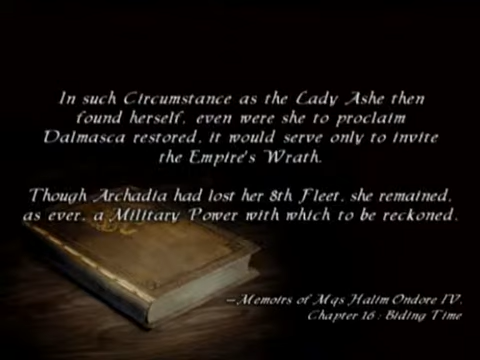 In such Circumstance as the Lady Ashe then
found herself, even were she to proclaim
Dalmasca restored, it would serve only to invite
the Empire's Wrath.
Though Archadia had lost her 8th Fleet, she remained,
as ever, a Military Power with which to be reckoned.
—Memoirs of Mqs Halim Ondore IV,
Chapter 16 : Biding Time